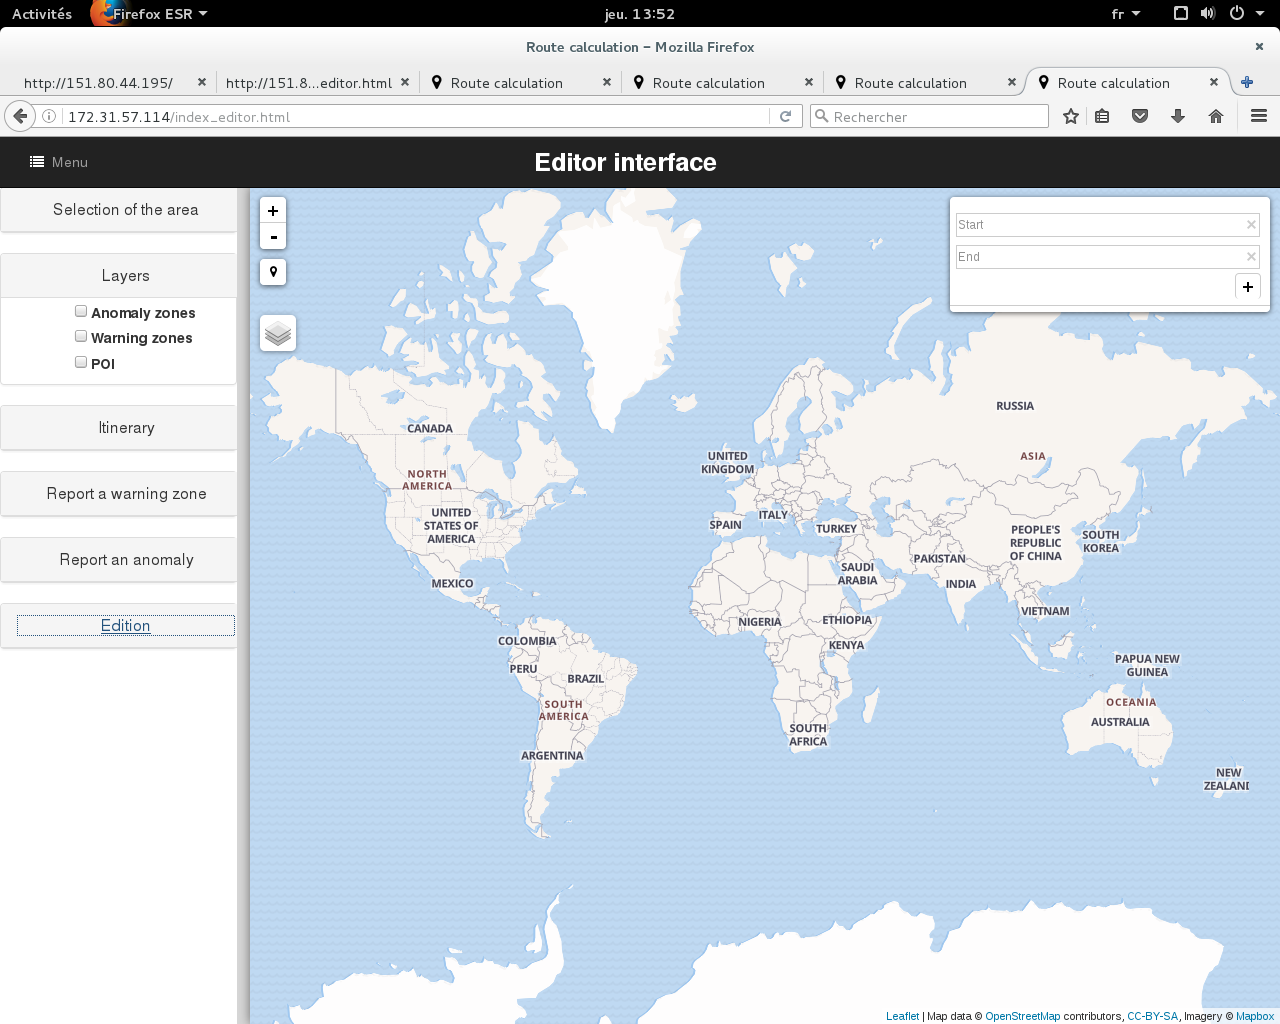 Activités Firefox ESR jeu. 13:52 fr
Route calculation – Mozilla Firefox
http://151.80.44.195/ http://151.8...editor.html Route calculation Route calculation Route calculation Route calculation
172.31.57.114/index_editor.html Rechercher
Menu Editor interface
Selection of the area
Layers
Anomaly zones
Warning zones
POI
Itinerary
Report a warning zone
Report an anomaly
Edition
+
-
Start
End
+
RUSSIA
CANADA
ASIA
UNITED
KINGDOM
NORTH
AMERICA
UNITED
STATES OF
AMERICA
ITALY
SPAIN
TURKEY
PEOPLE'S
REPUBLIC
OF CHINA
SOUTH
KOREA
PAKISTAN
SAUDI
ARABIA
MEXICO
INDIA
VIETNAM
NIGERIA
ETHIOPIA
COLOMBIA
KENYA
PAPUA NEW
GUINEA
PERU
BRAZIL
SOUTH
AMERICA
OCEANIA
AUSTRALIA
SOUTH
AFRICA
ARGENTINA
NEW
ZEALAND
Leaflet | Map data © OpenStreetMap contributors, CC-BY-SA, Imagery © Mapbox